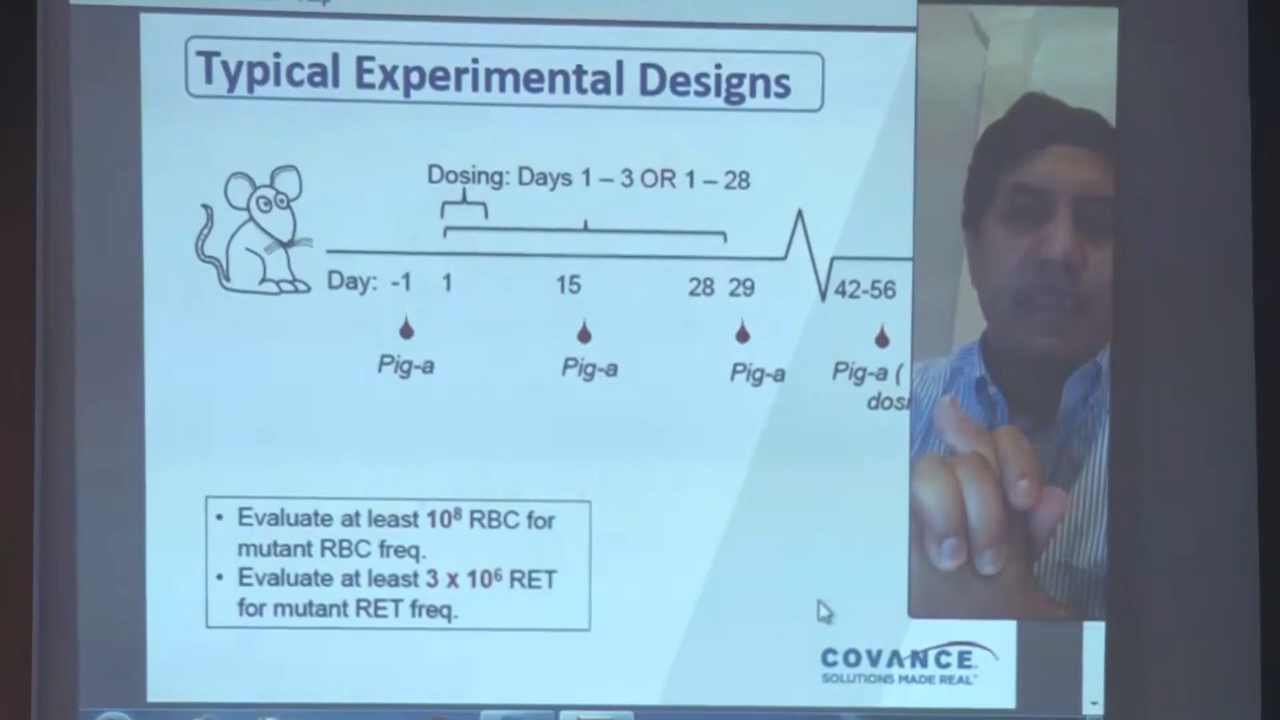 Typical Experimental Designs
Dosing: Days 1 – 3 OR 1 – 28
Day: -1 1 15 28 29 42-56
Pig-a Pig-a Pig-a Pig-a (
• Evaluate at least 10⁸ RBC for
mutant RBC freq.
• Evaluate at least 3 x 10⁶ RET
for mutant RET freq.
COVANCE
SOLUTIONS MADE REAL™